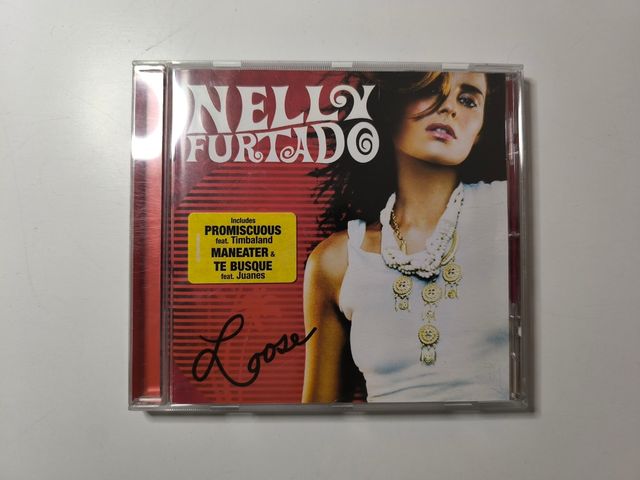 NELLY
FURTADO
Includes
PROMISCUOUS
feat. Timbaland
MANEATER &
TE BUSQUE
feat. Juanes
Loose